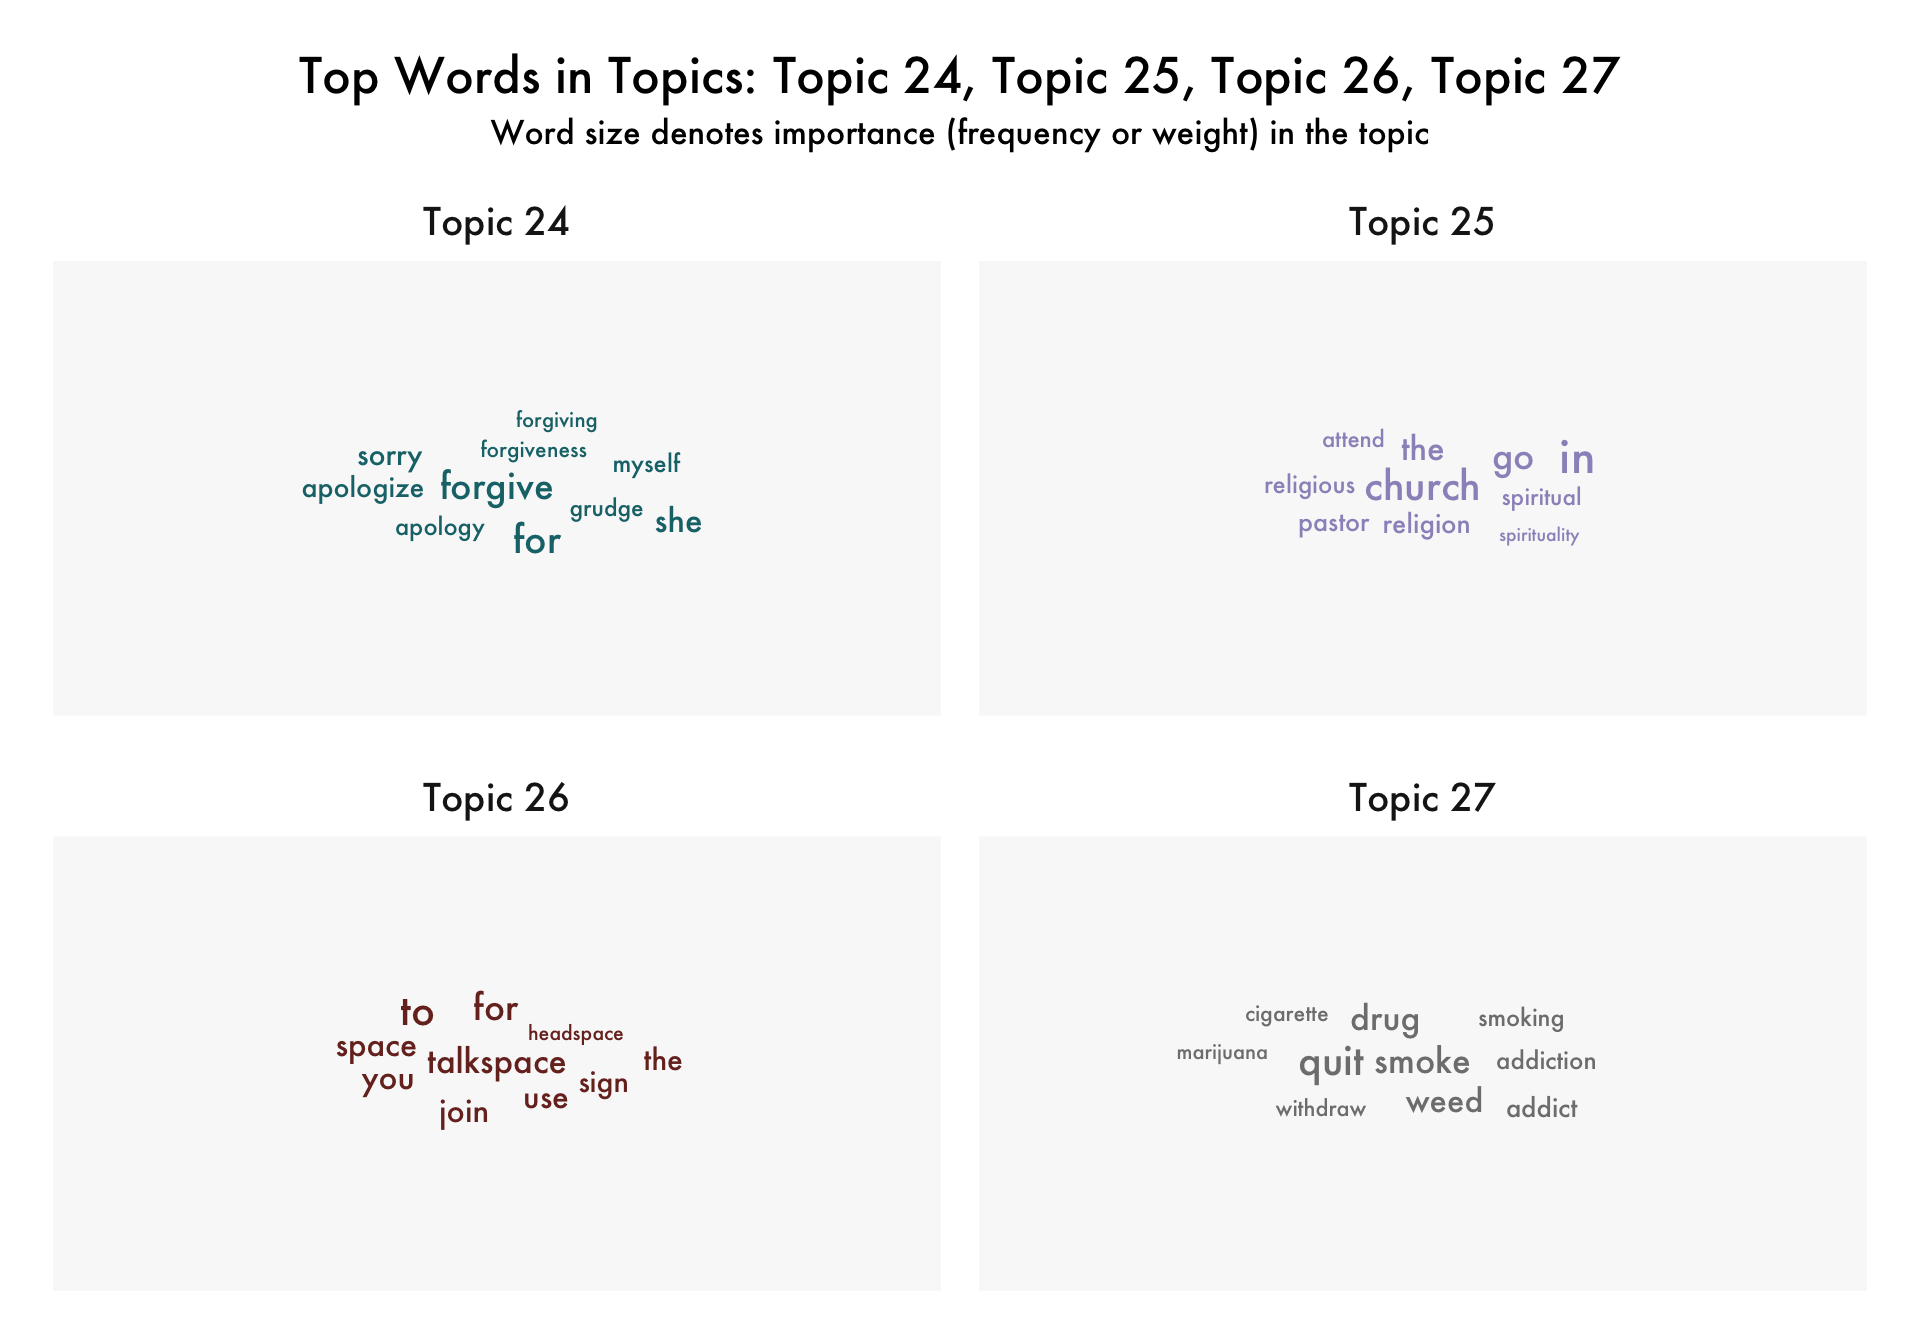 Top Words in Topics: Topic 24, Topic 25, Topic 26, Topic 27
Word size denotes importance (frequency or weight) in the topic
Topic 24
forgiving
forgiveness
sorry
myself
apologize forgive
grudge
she
apology
for
Topic 25
attend
the
go in
religious church spiritual
pastor religion
spirituality
Topic 26
to for
headspace
space
talkspace the
you
sign
use
join
Topic 27
cigarette drug smoking
marijuana
quit smoke addiction
withdraw weed addict